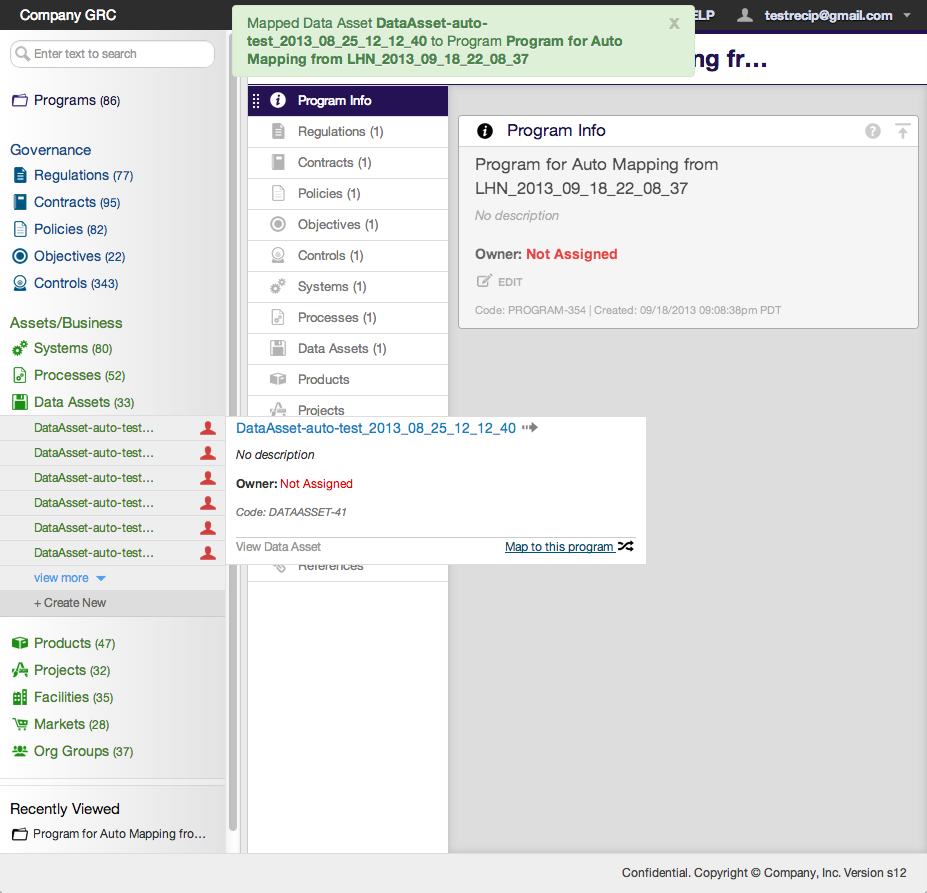 Company GRC
ELP
testrecip@gmail.com
Mapped Data Asset DataAsset-auto-
test_2013_08_25_12_12_40 to Program Program for Auto
Mapping from LHN_2013_09_18_22_08_37
x
ng fr...
Enter text to search
Programs (86)
Governance
Regulations (77)
Contracts (95)
Policies (82)
Objectives (22)
Controls (343)
Assets/Business
Systems (80)
Processes (52)
Data Assets (33)
DataAsset-auto-test...
DataAsset-auto-test...
DataAsset-auto-test...
DataAsset-auto-test...
DataAsset-auto-test...
DataAsset-auto-test...
view more
+ Create New
Products (47)
Projects (32)
Facilities (35)
Markets (28)
Org Groups (37)
Recently Viewed
Program for Auto Mapping fro...
Program Info
Regulations (1)
Contracts (1)
Policies (1)
Objectives (1)
Controls (1)
Systems (1)
Processes (1)
Data Assets (1)
Products
Projects
References
DataAsset-auto-test_2013_08_25_12_12_40
No description
Owner: Not Assigned
Code: DATAASSET-41
View Data Asset
Map to this program
Program Info
Program for Auto Mapping from
LHN_2013_09_18_22_08_37
No description
Owner: Not Assigned
EDIT
Code: PROGRAM-354 | Created: 09/18/2013 09:08:38pm PDT
Confidential. Copyright © Company, Inc. Version s12